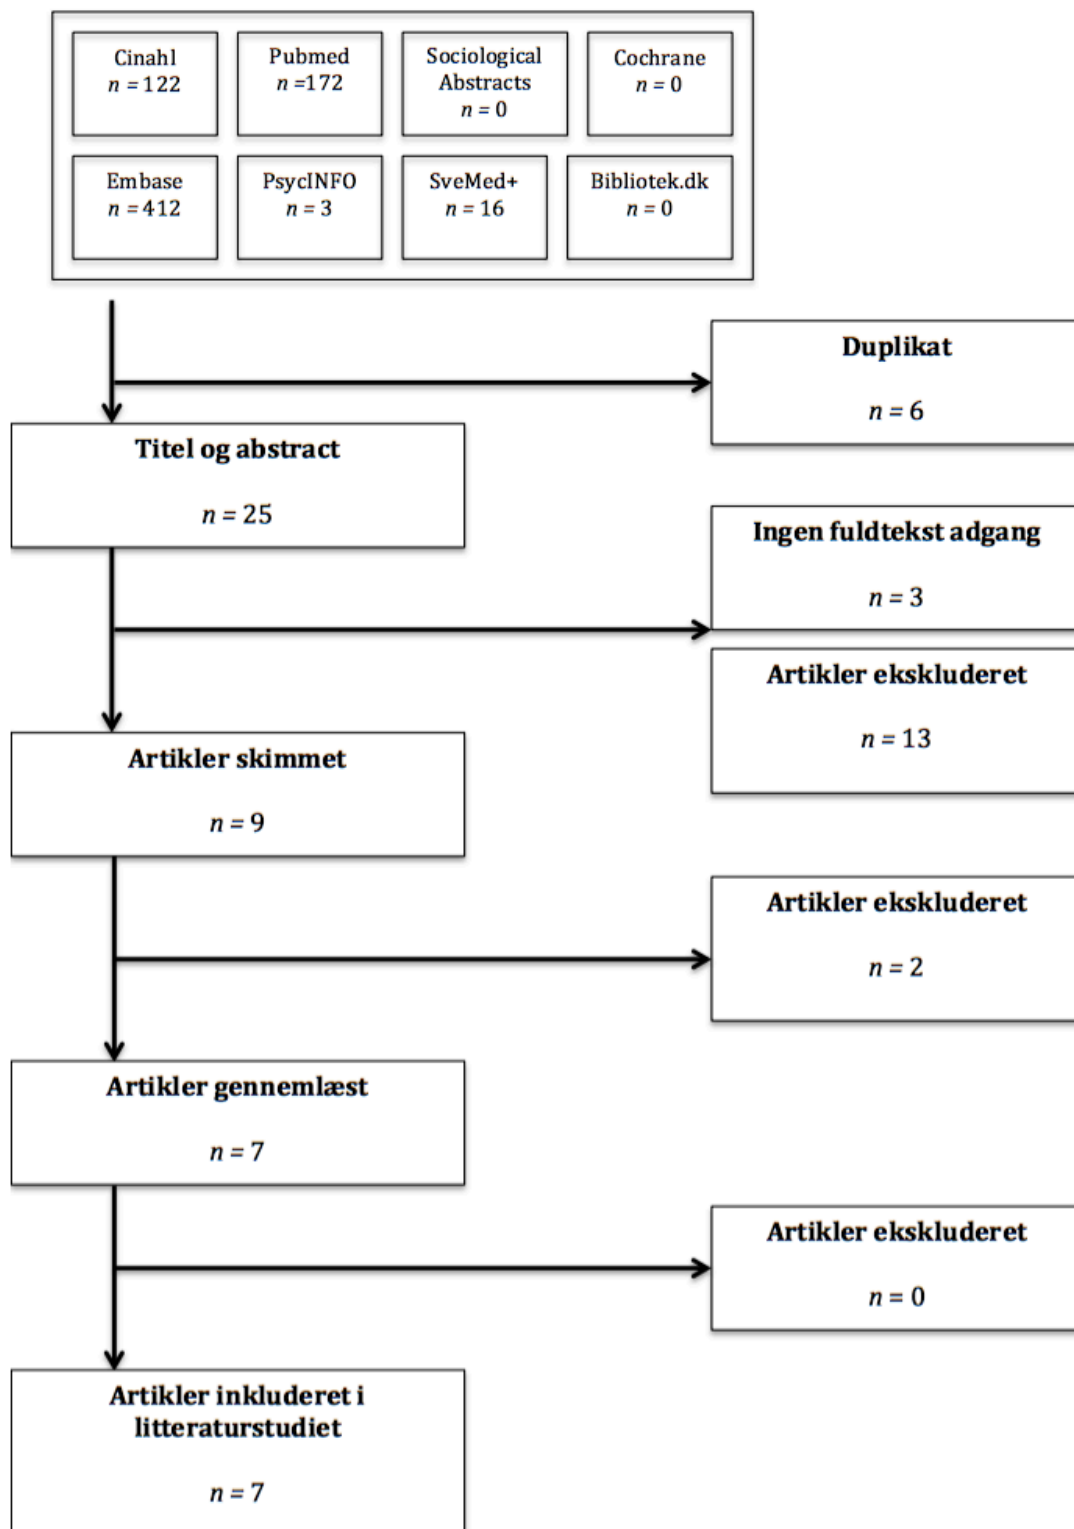 Cinahl
n = 122
Pubmed
n =172
Sociological
Abstracts
n = 0
Cochrane
n = 0
Embase
n = 412
PsycINFO
n = 3
SveMed+
n = 16
Bibliotek.dk
n = 0
Duplikat
n = 6
Titel og abstract
n = 25
Ingen fuldtekst adgang
n = 3
Artikler ekskluderet
n = 13
Artikler skimmet
n = 9
Artikler ekskluderet
n = 2
Artikler gennemlæst
n = 7
Artikler ekskluderet
n = 0
Artikler inkluderet i
litteraturstudiet
n = 7